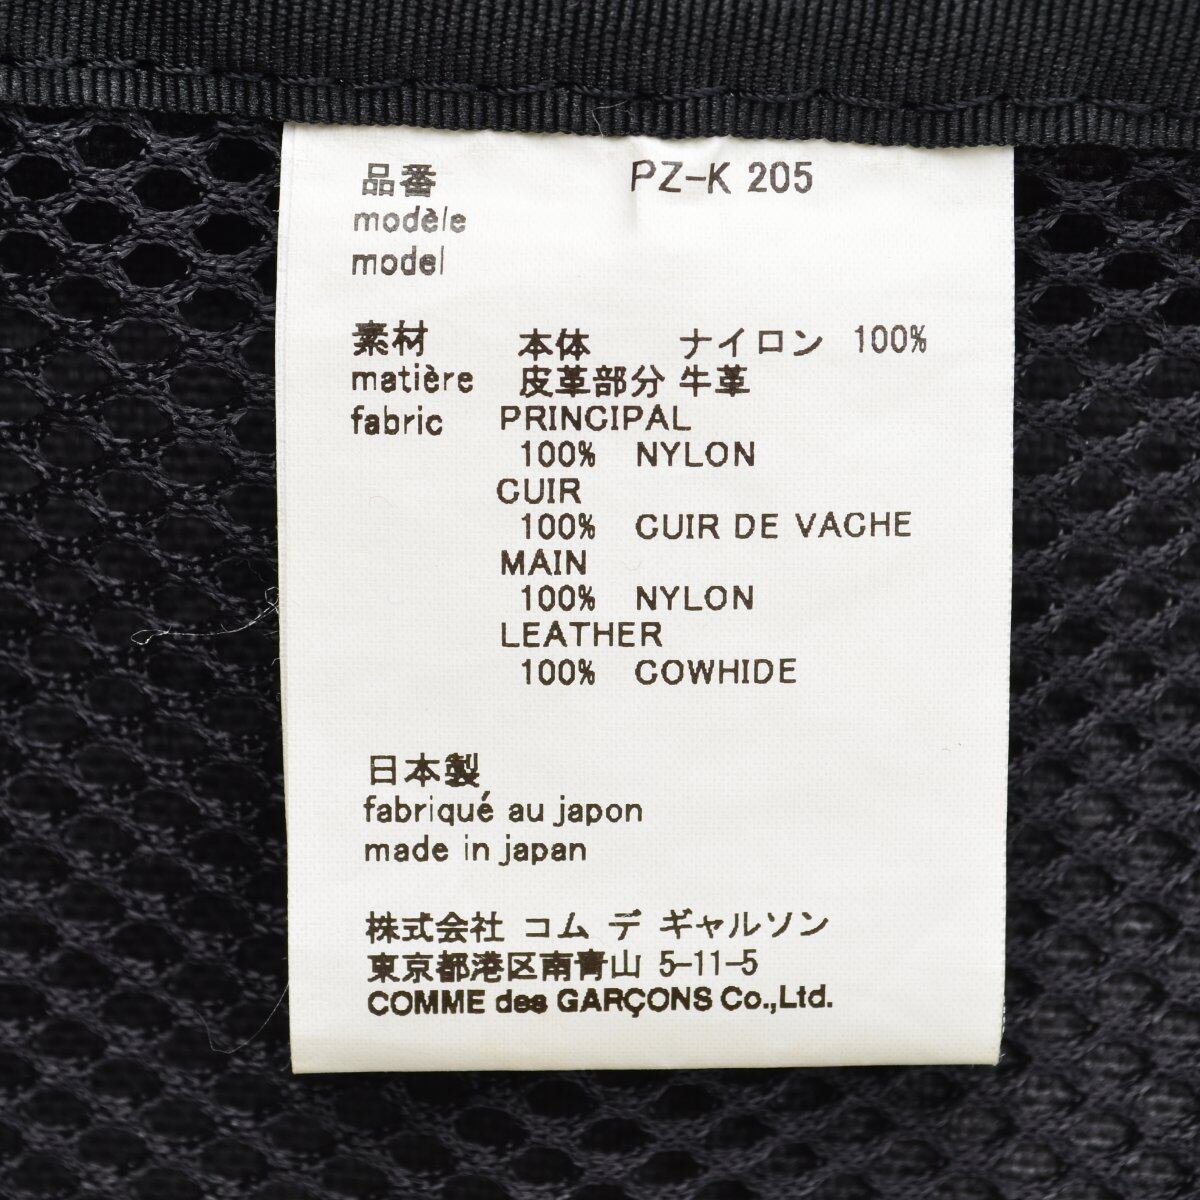 品番 PZ-K 205
modèle
model
素材 本体 ナイロン 100%
matière 皮革部分 牛革
fabric PRINCIPAL
100% NYLON
CUIR
100% CUIR DE VACHE
MAIN
100% NYLON
LEATHER
100% COWHIDE
日本製
fabriqué au japon
made in japan
株式会社 コム デ ギャルソン
東京都港区南青山 5-11-5
COMME des GARÇONS Co.,Ltd.